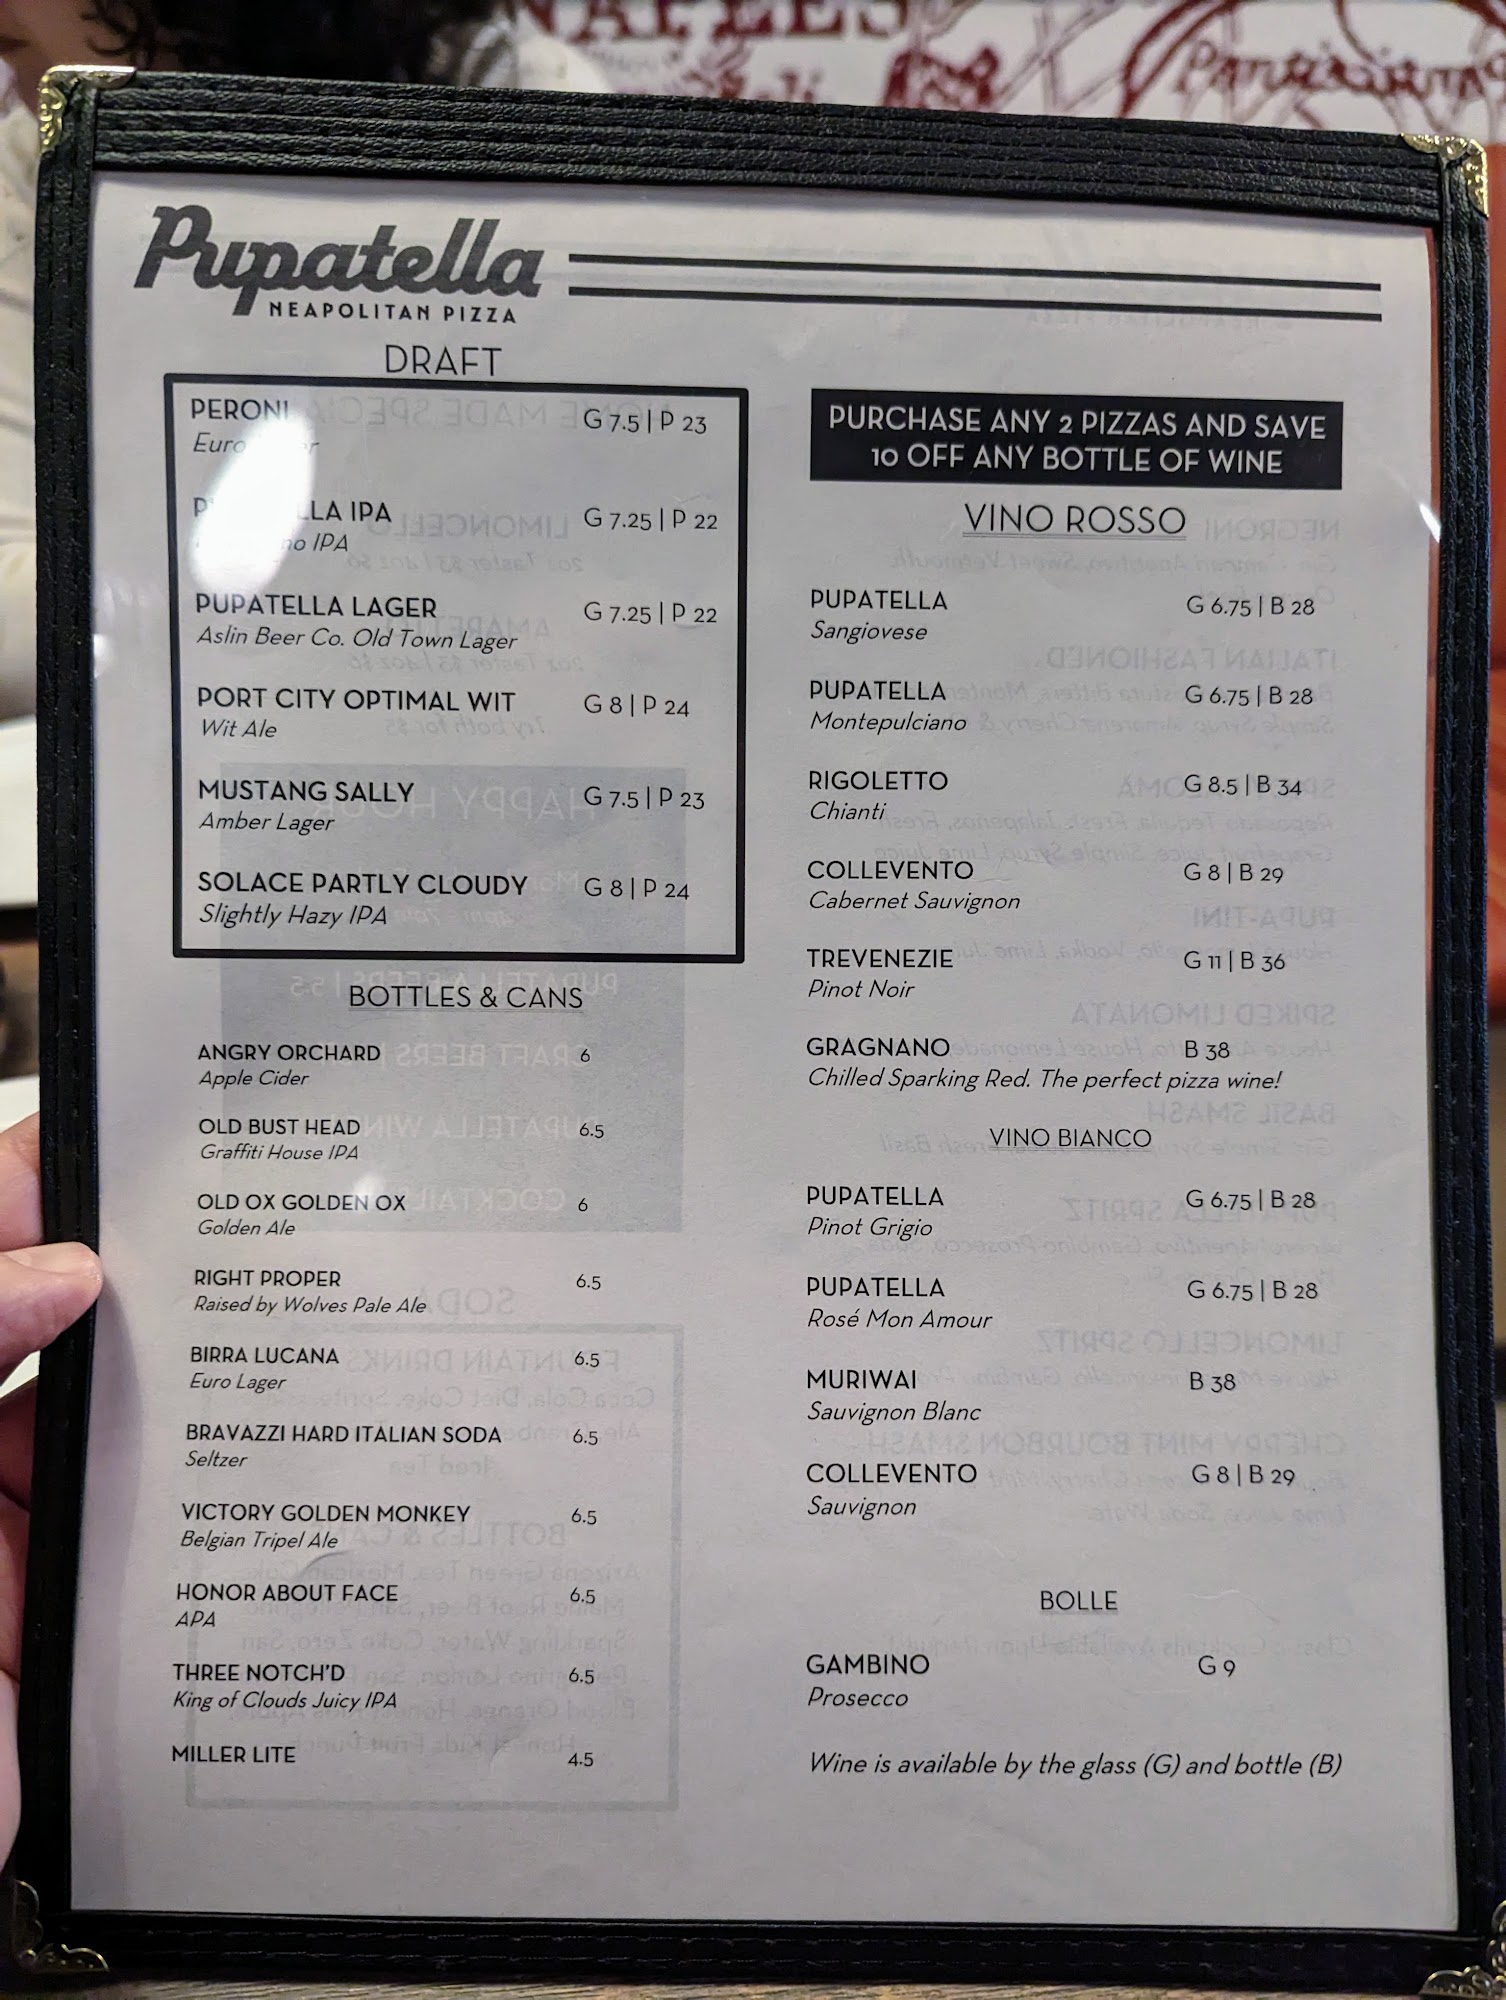 NAPLES
Pupatella
NEAPOLITAN PIZZA
DRAFT
PERONI G 7.5 | P 23
Euro
LLA IPA G 7.25 | P 22
IPA
PUPATELLA LAGER G 7.25 | P 22
Aslin Beer Co. Old Town Lager
PORT CITY OPTIMAL WIT G 8 | P 24
Wit Ale
MUSTANG SALLY G 7.5 | P 23
Amber Lager
SOLACE PARTLY CLOUDY G 8 | P 24
Slightly Hazy IPA
BOTTLES & CANS
ANGRY ORCHARD 6
Apple Cider
OLD BUST HEAD 6.5
Graffiti House IPA
OLD OX GOLDEN OX 6
Golden Ale
RIGHT PROPER 6.5
Raised by Wolves Pale Ale
BIRRA LUCANA 6.5
Euro Lager
BRAVAZZI HARD ITALIAN SODA 6.5
Seltzer
VICTORY GOLDEN MONKEY 6.5
Belgian Tripel Ale
HONOR ABOUT FACE 6.5
APA
THREE NOTCH'D 6.5
King of Clouds Juicy IPA
MILLER LITE 4.5
PURCHASE ANY 2 PIZZAS AND SAVE
10 OFF ANY BOTTLE OF WINE
VINO ROSSO
PUPATELLA G 6.75 | B 28
Sangiovese
PUPATELLA G 6.75 | B 28
Montepulciano
RIGOLETTO G 8.5 | B 34
Chianti
COLLEVENTO G 8 | B 29
Cabernet Sauvignon
TREVENEZIE G 11 | B 36
Pinot Noir
GRAGNANO B 38
Chilled Sparking Red. The perfect pizza wine!
VINO BIANCO
PUPATELLA G 6.75 | B 28
Pinot Grigio
PUPATELLA G 6.75 | B 28
Rosé Mon Amour
MURIWAI B 38
Sauvignon Blanc
COLLEVENTO G 8 | B 29
Sauvignon
BOLLE
GAMBINO G 9
Prosecco
Wine is available by the glass (G) and bottle (B)